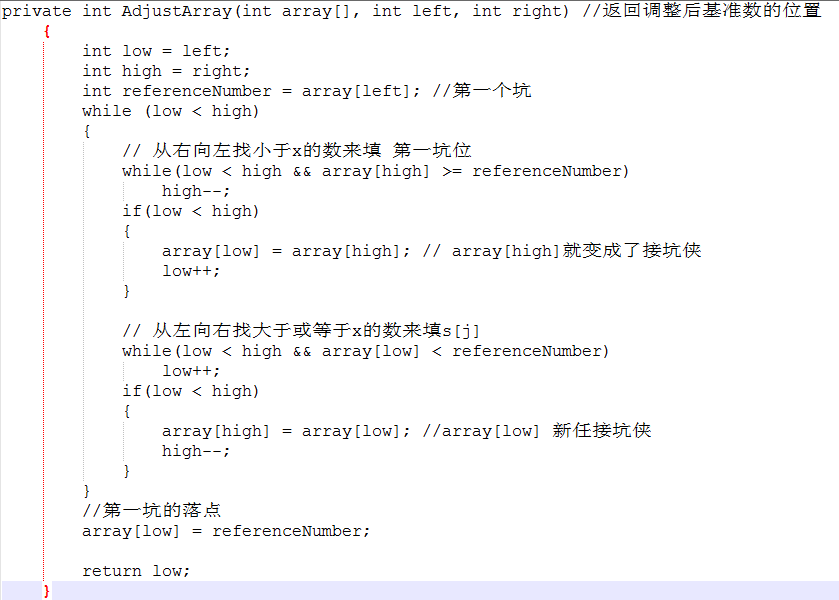 private int AdjustArray(int array[], int left, int right) //返回调整后基准数的位置
{
int low = left;
int high = right;
int referenceNumber = array[left]; //第一个坑
while (low < high)
{
// 从右向左找小于x的数来填 第一坑位
while(low < high && array[high] >= referenceNumber)
high--;
if(low < high)
{
array[low] = array[high]; // array[high]就变成了接坑侠
low++;
}
// 从左向右找大于或等于x的数来填s[j]
while(low < high && array[low] < referenceNumber)
low++;
if(low < high)
{
array[high] = array[low]; //array[low] 新任接坑侠
high--;
}
}
//第一坑的落点
array[low] = referenceNumber;
return low;
}